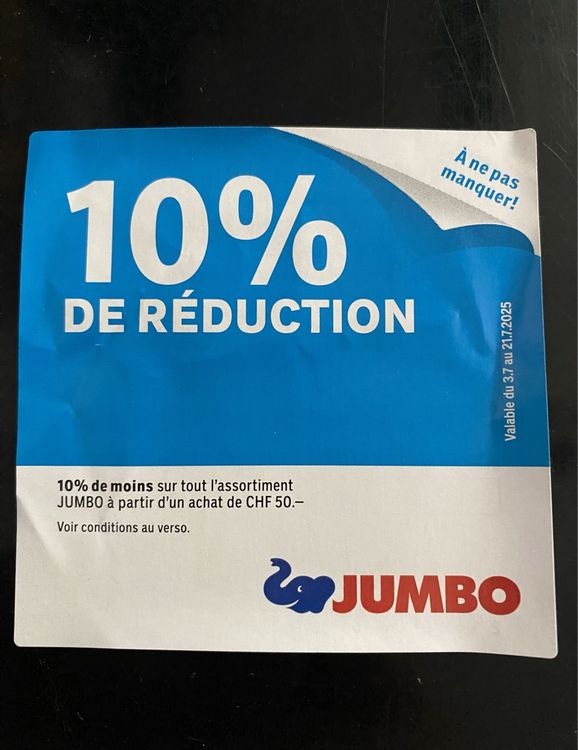 À ne pas
manquer!
10%
DE RÉDUCTION
Valable du 3.7 au 21.7.2025
10% de moins sur tout l'assortiment
JUMBO à partir d'un achat de CHF 50.–
Voir conditions au verso.
JUMBO